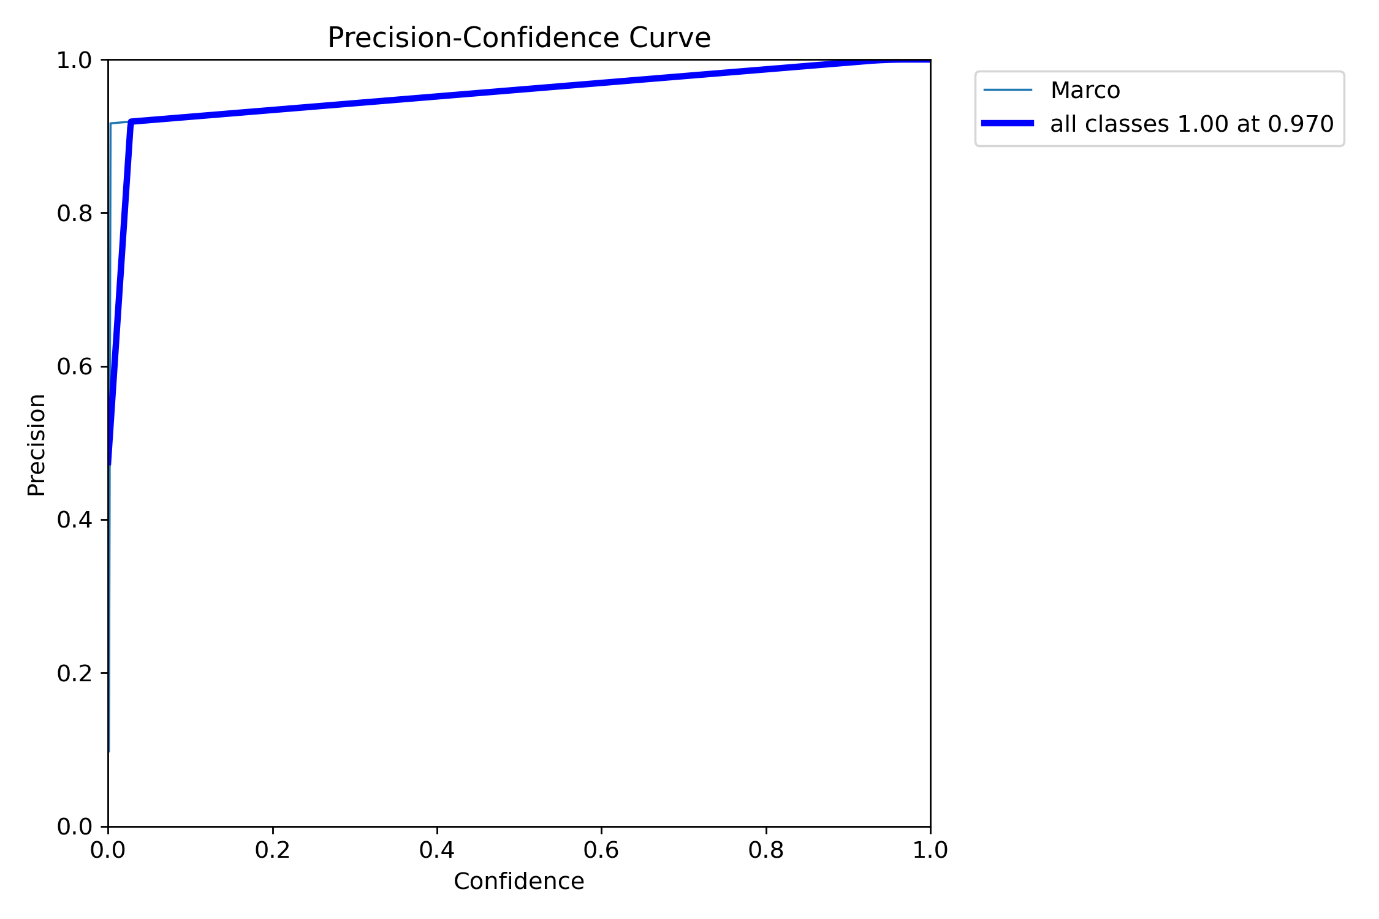 Precision-Confidence Curve
Marco
all classes 1.00 at 0.970
1.0
0.8
0.6
0.4
0.2
0.0
Precision
0.0 0.2 0.4 0.6 0.8 1.0
Confidence